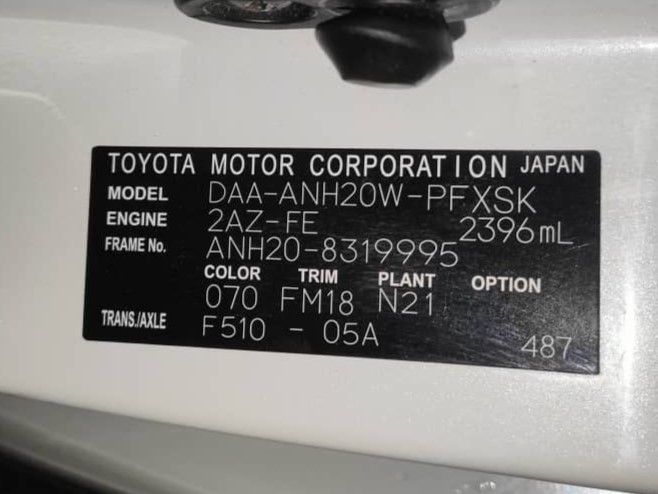 TOYOTA MOTOR CORPORATION JAPAN
MODEL DAA-ANH20W-PFXSK
ENGINE 2AZ-FE 2396mL
FRAME No. ANH20-8319995
COLOR TRIM PLANT OPTION
070 FM18 N21
TRANS./AXLE F510 - 05A
487